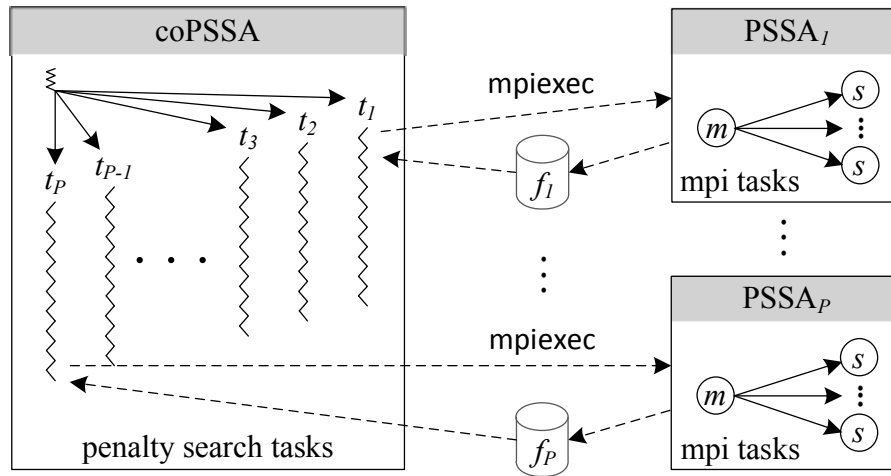 coPSSA
t1
t2
t3
tP-1
tP
. . .
penalty search tasks
mpiexec
f1
mpiexec
fP
PSSA1
m
s
s
mpi tasks
PSSAP
m
s
s
mpi tasks